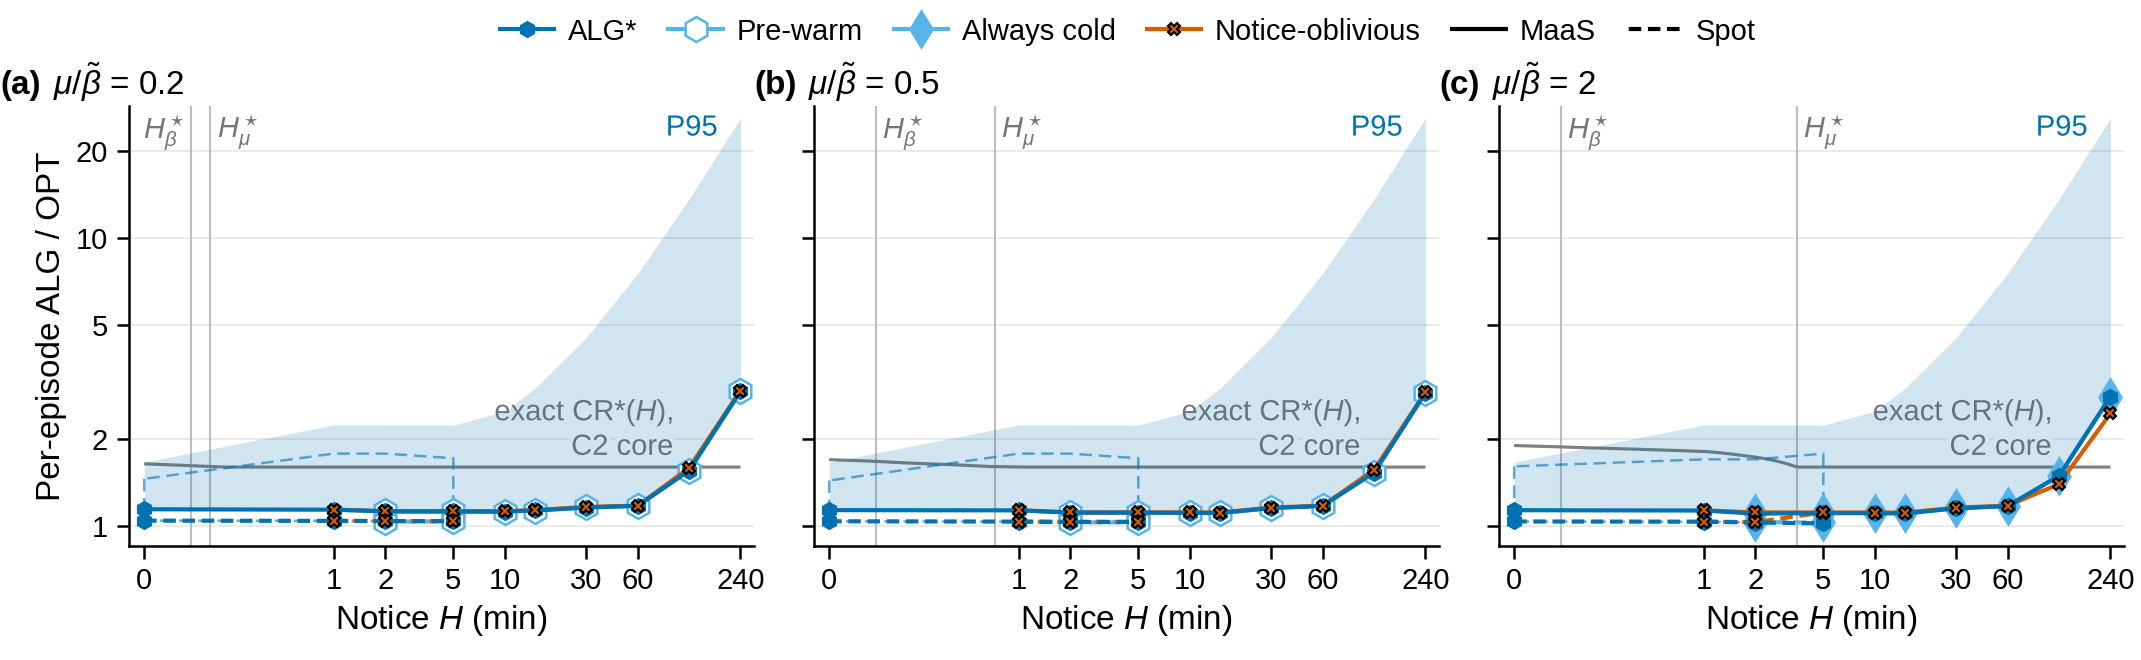 ALG* Pre-warm Always cold Notice-oblivious MaaS Spot
(a) μ/β̃ = 0.2
(b) μ/β̃ = 0.5
(c) μ/β̃ = 2
Per-episode ALG / OPT
20
10
5
2
1
H⋆β
H⋆μ
P95
exact CR*(H),
C2 core
0 1 2 5 10 30 60 240
Notice H (min)
H⋆β
H⋆μ
P95
exact CR*(H),
C2 core
0 1 2 5 10 30 60 240
Notice H (min)
H⋆β
H⋆μ
P95
exact CR*(H),
C2 core
0 1 2 5 10 30 60 240
Notice H (min)